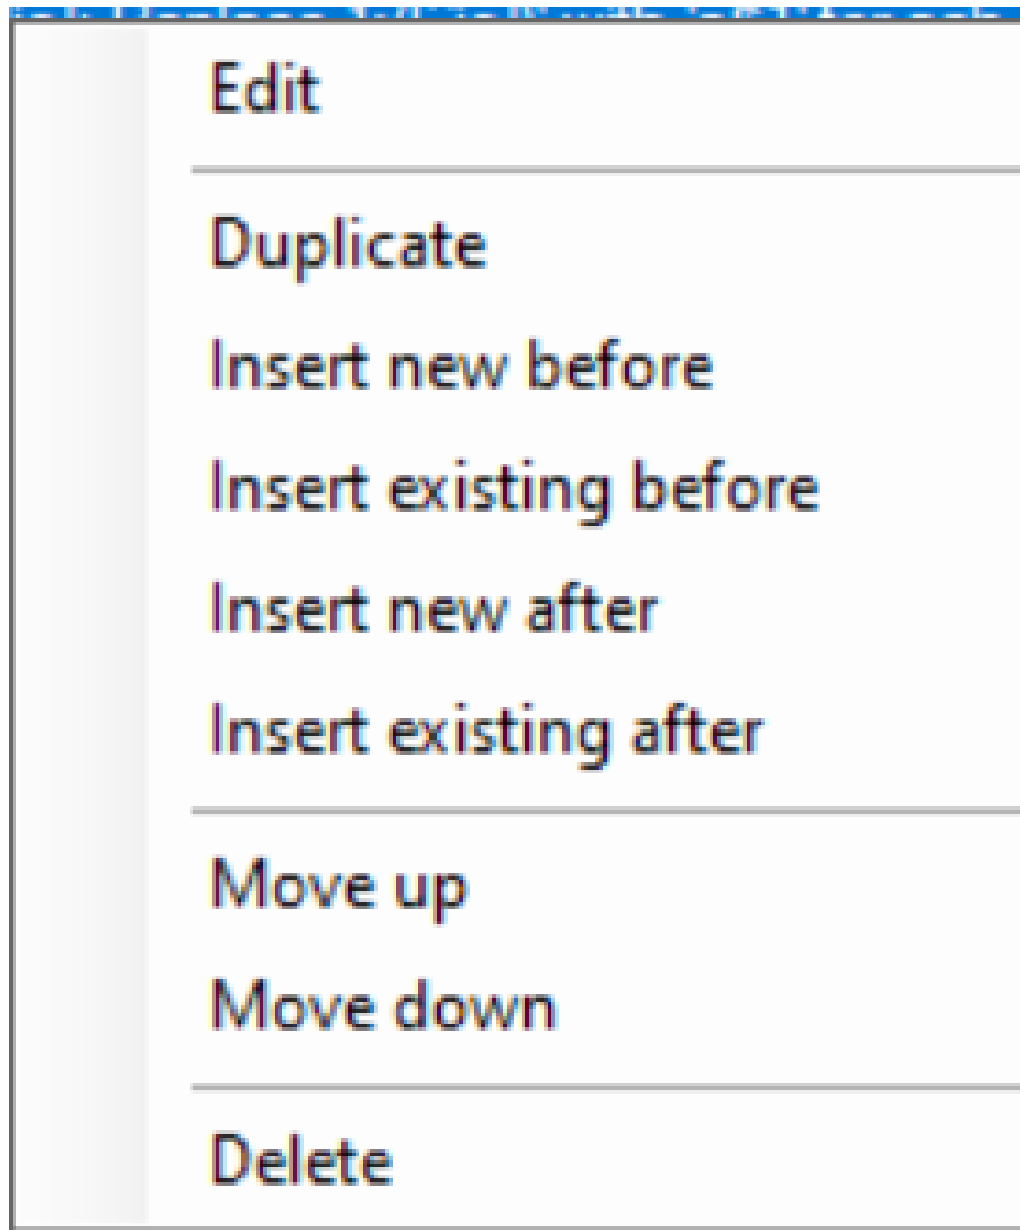 Edit
Duplicate
Insert new before
Insert existing before
Insert new after
Insert existing after
Move up
Move down
Delete